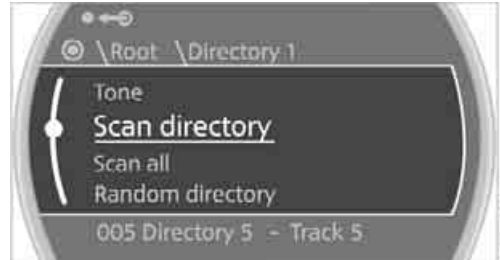 \Root \Directory 1
Tone
Scan directory
Scan all
Random directory
005 Directory 5 - Track 5